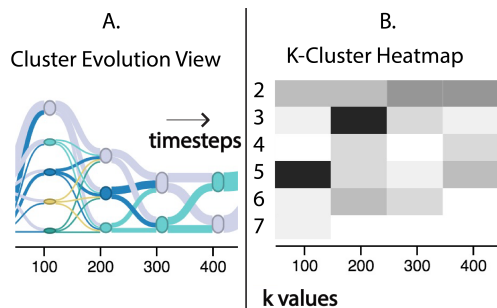 A.
Cluster Evolution View
timesteps
100 200 300 400
B.
K-Cluster Heatmap
2
3
4
5
6
7
100 200 300 400
k values